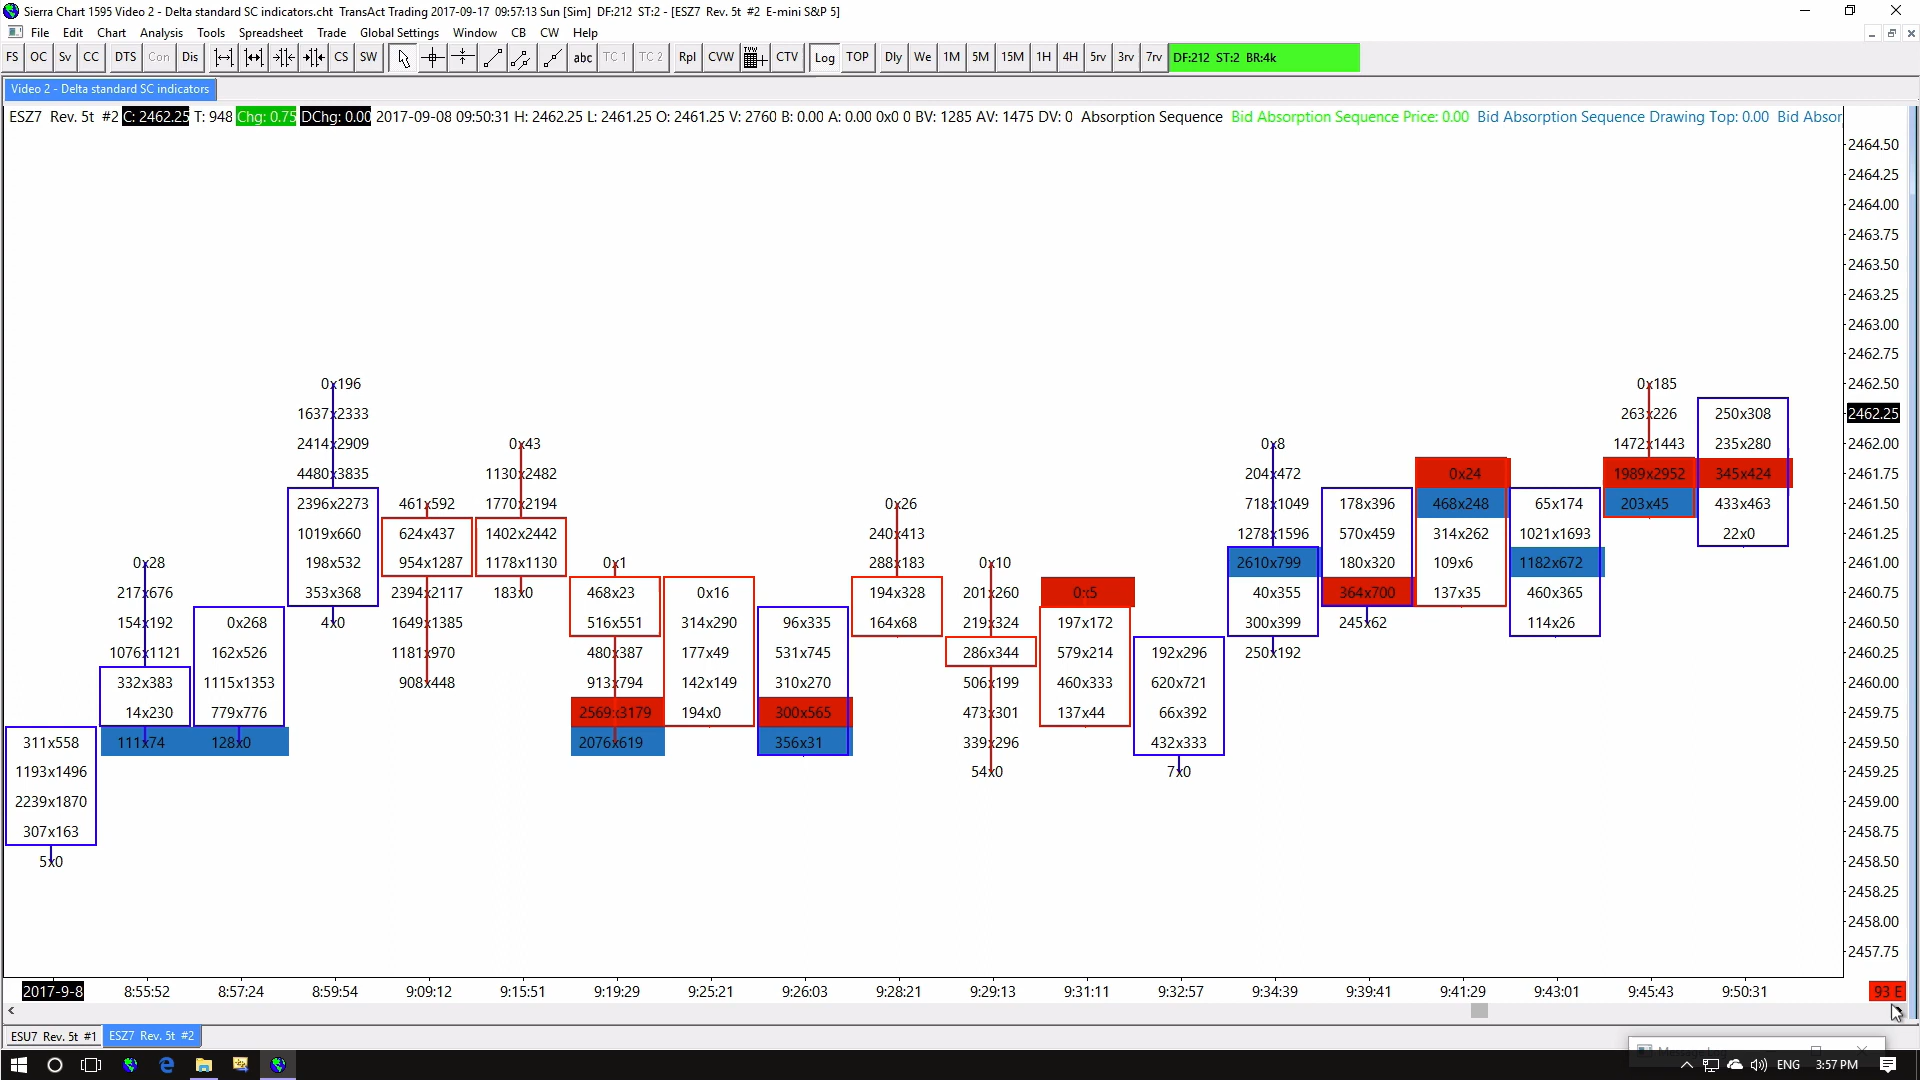 Sierra Chart 1595 Video 2 - Delta standard SC indicators.cht  TransAct Trading 2017-09-17  09:57:13 Sun [Sim]  DF:212  ST:2 - [ESZ7  Rev. 5t  #2  E-mini S&P 5]
File Edit Chart Analysis Tools Spreadsheet Trade Global Settings Window CB CW Help
FS OC Sv CC DTS Con Dis CS SW abc TC 1 TC 2 Rpl CVW CTV Log TOP Dly We 1M 5M 15M 1H 4H 5rv 3rv 7rv DF:212  ST:2  BR:4k
Video 2 - Delta standard SC indicators
ESZ7  Rev. 5t  #2 C: 2462.25 T: 948 Chg: 0.75 DChg: 0.00 2017-09-08 09:50:31 H: 2462.25 L: 2461.25 O: 2461.25 V: 2760 B: 0.00 A: 0.00 0x0 0 BV: 1285 AV: 1475 DV: 0 Absorption Sequence Bid Absorption Sequence Price: 0.00 Bid Absorption Sequence Drawing Top: 0.00 Bid Absor
2464.50
2464.25
2464.00
2463.75
2463.50
2463.25
2463.00
2462.75
0x196 0x185 2462.50
1637x2333 263x226 250x308 2462.25
2414x2909 0x43 0x8 1472x1443 235x280 2462.00
4480x3835 1130x2482 204x472 0x24 1989x2952 345x424 2461.75
2396x2273 461x592 1770x2194 0x26 718x1049 178x396 468x248 65x174 203x45 433x463 2461.50
1019x660 624x437 1402x2442 240x413 1278x1596 570x459 314x262 1021x1693 22x0 2461.25
0x28 198x532 954x1287 1178x1130 0x1 288x183 0x10 2610x799 180x320 109x6 1182x672 2461.00
217x676 353x368 2394x2117 183x0 468x23 0x16 194x328 201x260 0x5 40x355 364x700 137x35 460x365 2460.75
154x192 0x268 4x0 1649x1385 516x551 314x290 96x335 164x68 219x324 197x172 300x399 245x62 114x26 2460.50
1076x1121 162x526 1181x970 480x387 177x49 531x745 286x344 579x214 192x296 250x192 2460.25
332x383 1115x1353 908x448 913x794 142x149 310x270 506x199 460x333 620x721 2460.00
14x230 779x776 2569x3179 194x0 300x565 473x301 137x44 66x392 2459.75
311x558 111x74 128x0 2076x619 356x31 339x296 432x333 2459.50
1193x1496 54x0 7x0 2459.25
2239x1870 2459.00
307x163 2458.75
5x0 2458.50
2458.25
2458.00
2457.75
2017-9-8 8:55:52 8:57:24 8:59:54 9:09:12 9:15:51 9:19:29 9:25:21 9:26:03 9:28:21 9:29:13 9:31:11 9:32:57 9:34:39 9:39:41 9:41:29 9:43:01 9:45:43 9:50:31 93 E
ESU7  Rev. 5t  #1 ESZ7  Rev. 5t  #2
ENG 3:57 PM